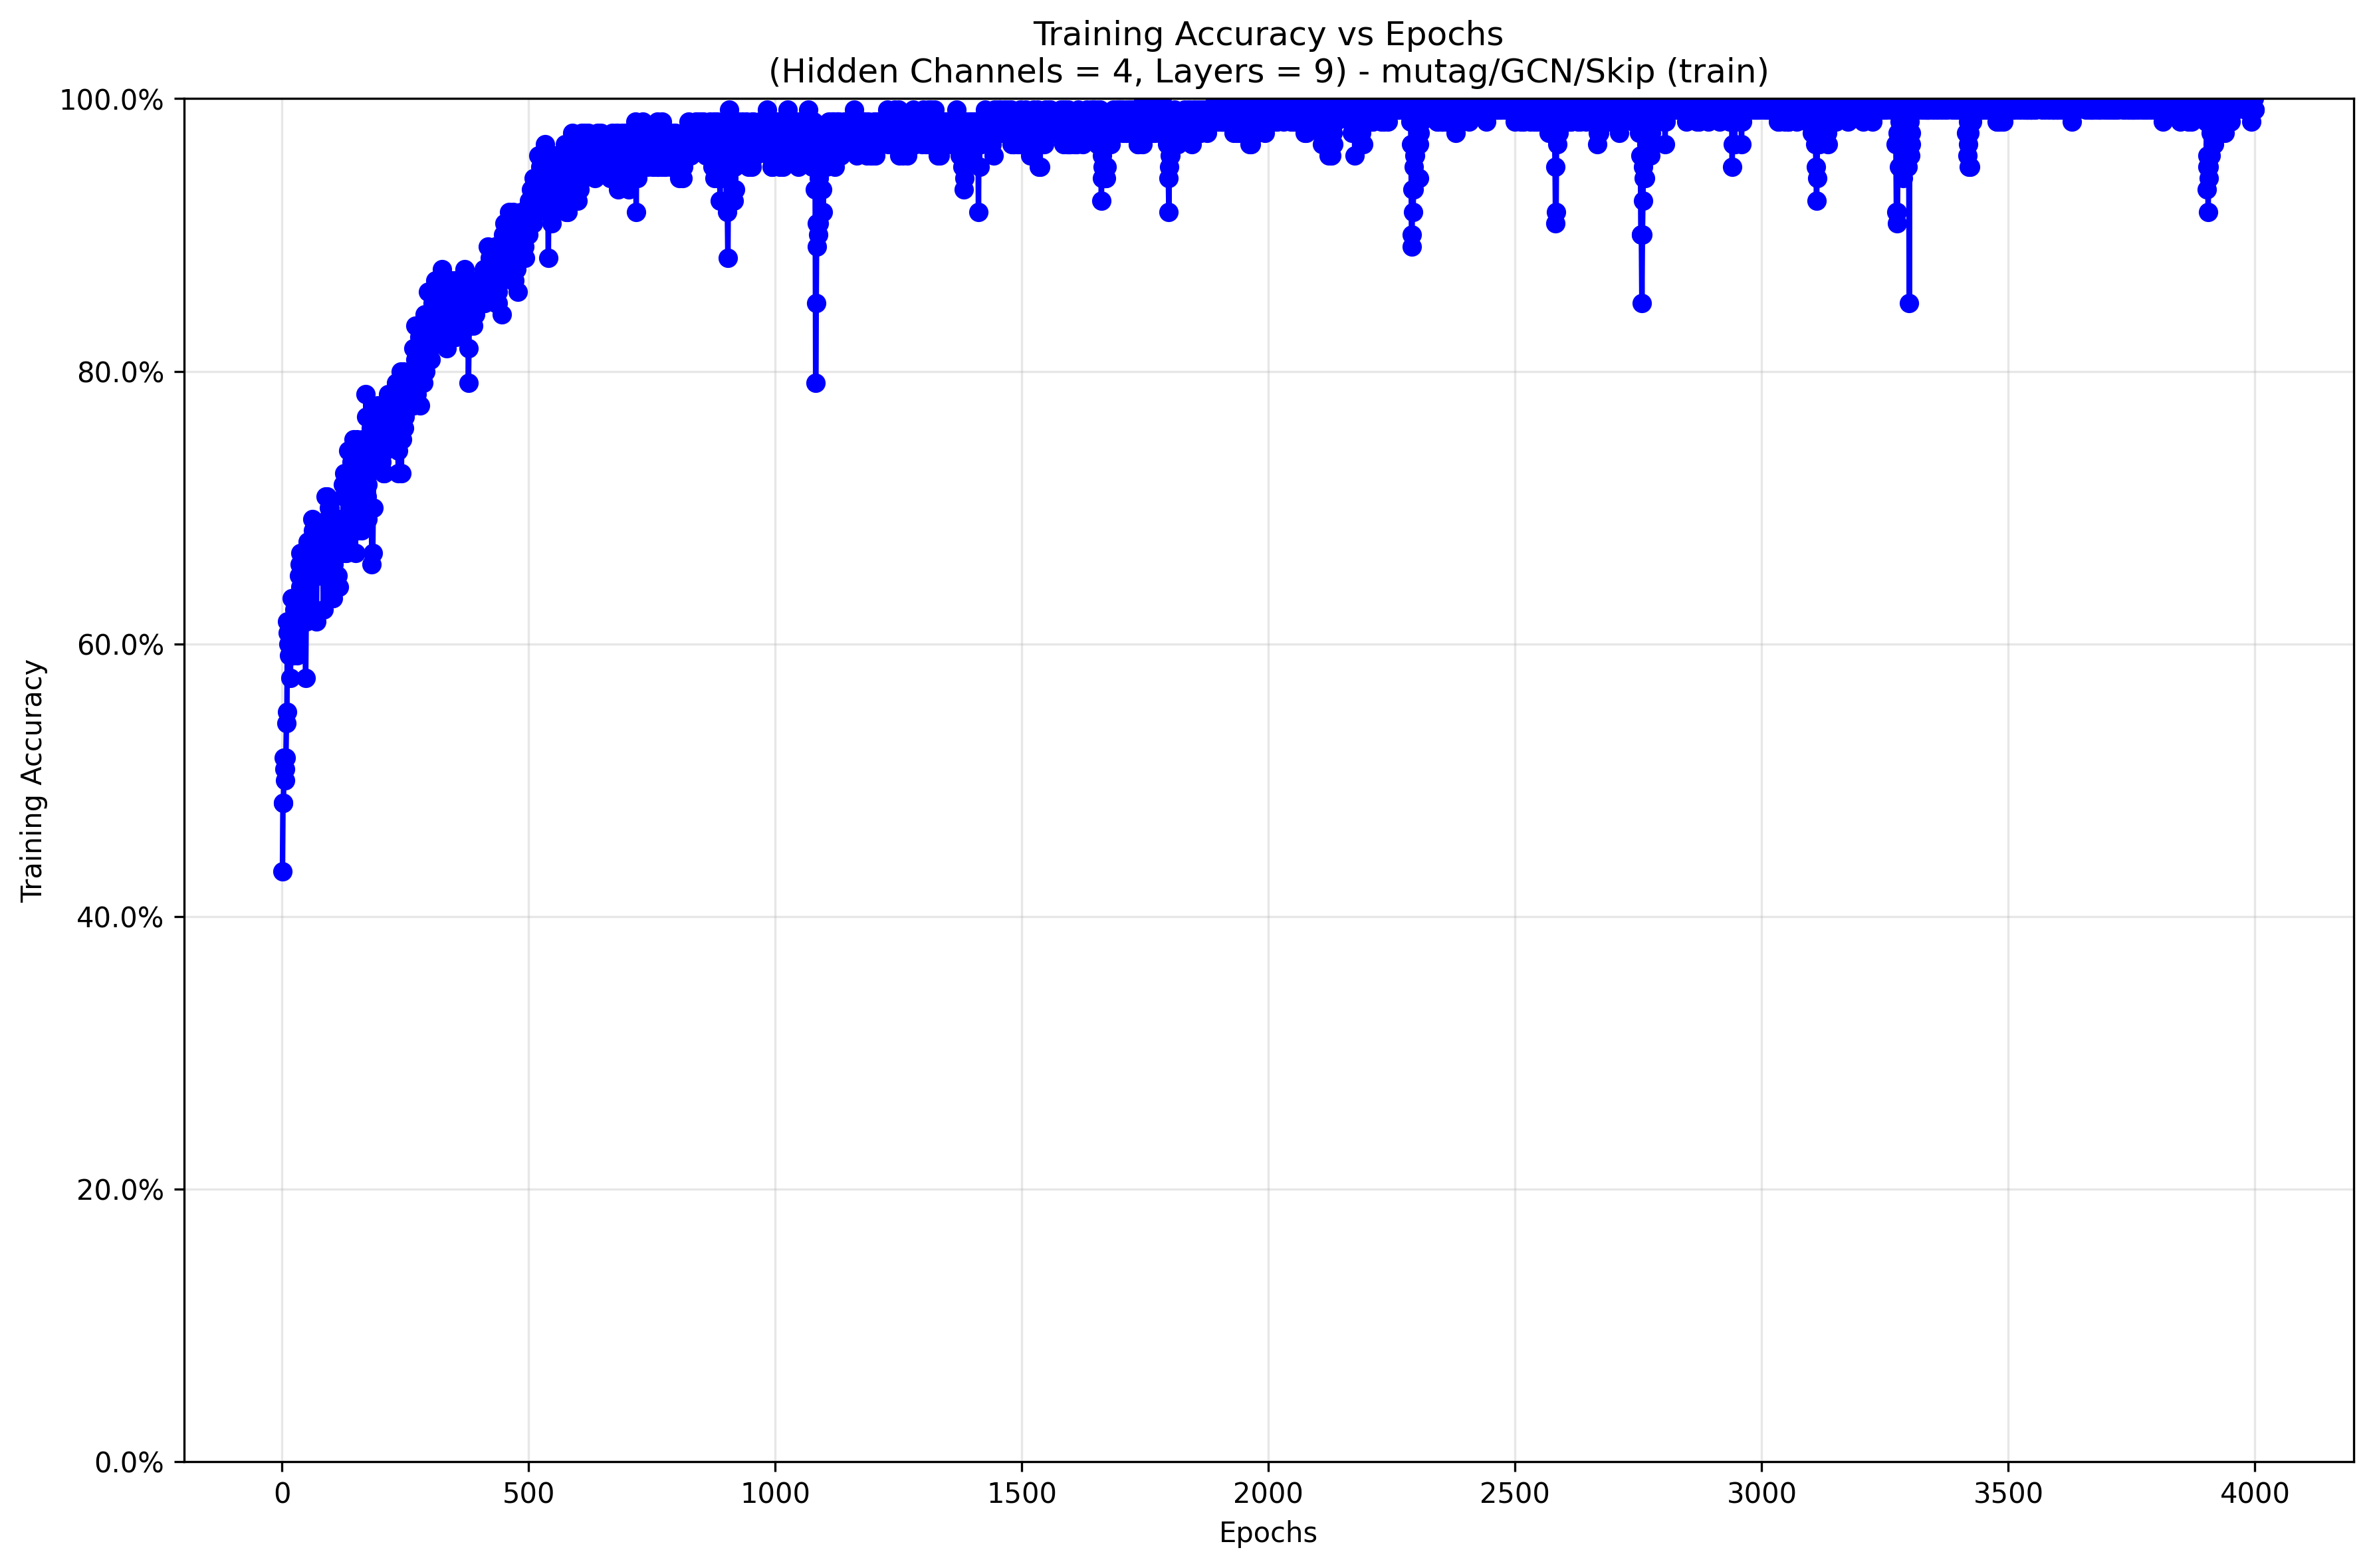 Training Accuracy vs Epochs
(Hidden Channels = 4, Layers = 9) - mutag/GCN/Skip (train)
100.0%
80.0%
60.0%
40.0%
20.0%
0.0%
Training Accuracy
0 500 1000 1500 2000 2500 3000 3500 4000
Epochs